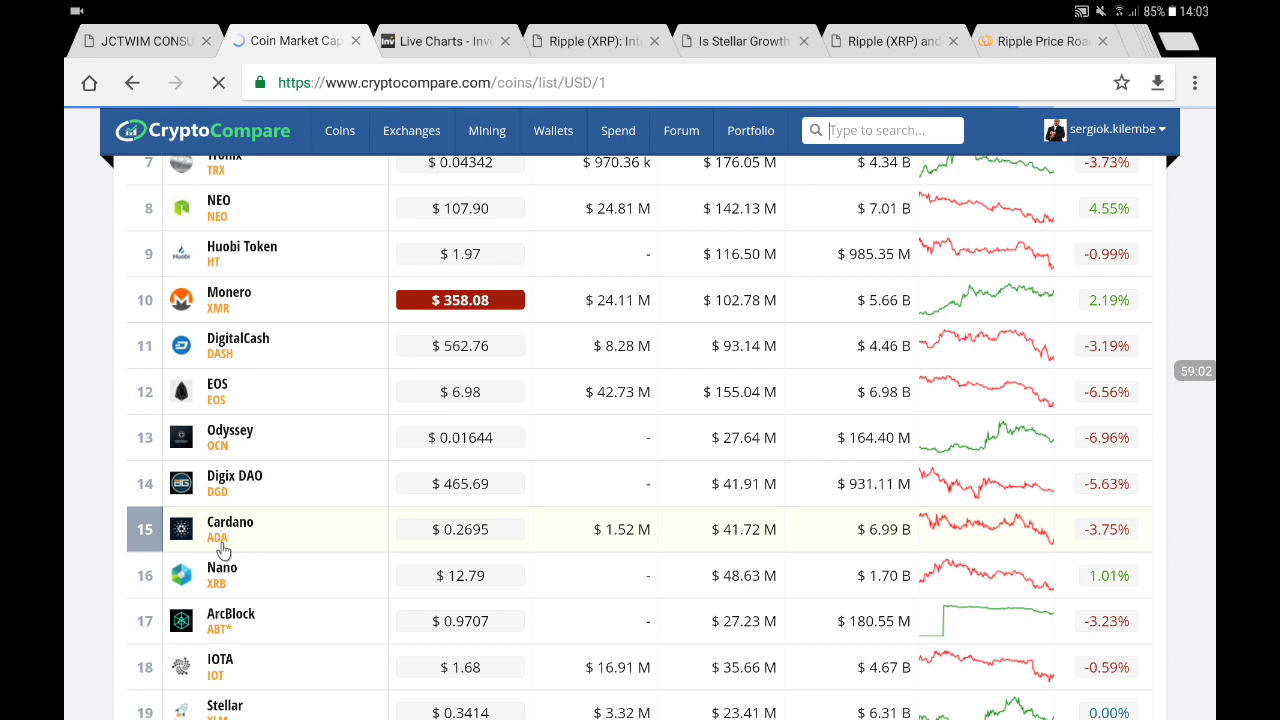 85% 14:03
JCTWIM CONSU Coin Market Cap Live Charts - Inve Ripple (XRP): Int Is Stellar Growth Ripple (XRP) and Ripple Price Roa
https://www.cryptocompare.com/coins/list/USD/1
CryptoCompare Coins Exchanges Mining Wallets Spend Forum Portfolio Type to search... sergiok.kilembe
7 Tronix TRX $ 0.04342 $ 970.36 k $ 176.05 M $ 4.34 B -3.73%
8 NEO NEO $ 107.90 $ 24.81 M $ 142.13 M $ 7.01 B 4.55%
9 Huobi Token HT $ 1.97 - $ 116.50 M $ 985.35 M -0.99%
10 Monero XMR $ 358.08 $ 24.11 M $ 102.78 M $ 5.66 B 2.19%
11 DigitalCash DASH $ 562.76 $ 8.28 M $ 93.14 M $ 4.46 B -3.19%
59:02
12 EOS EOS $ 6.98 $ 42.73 M $ 155.04 M $ 6.98 B -6.56%
13 Odyssey OCN $ 0.01644 - $ 27.64 M $ 164.40 M -6.96%
14 Digix DAO DGD $ 465.69 - $ 41.91 M $ 931.11 M -5.63%
15 Cardano ADA $ 0.2695 $ 1.52 M $ 41.72 M $ 6.99 B -3.75%
16 Nano XRB $ 12.79 $ 48.63 M $ 1.70 B 1.01%
17 ArcBlock ABT* $ 0.9707 $ 27.23 M $ 180.55 M -3.23%
18 IOTA IOT $ 1.68 $ 16.91 M $ 35.66 M $ 4.67 B -0.59%
19 Stellar XLM $ 0.3414 $ 3.32 M $ 23.41 M $ 6.31 B 0.00%